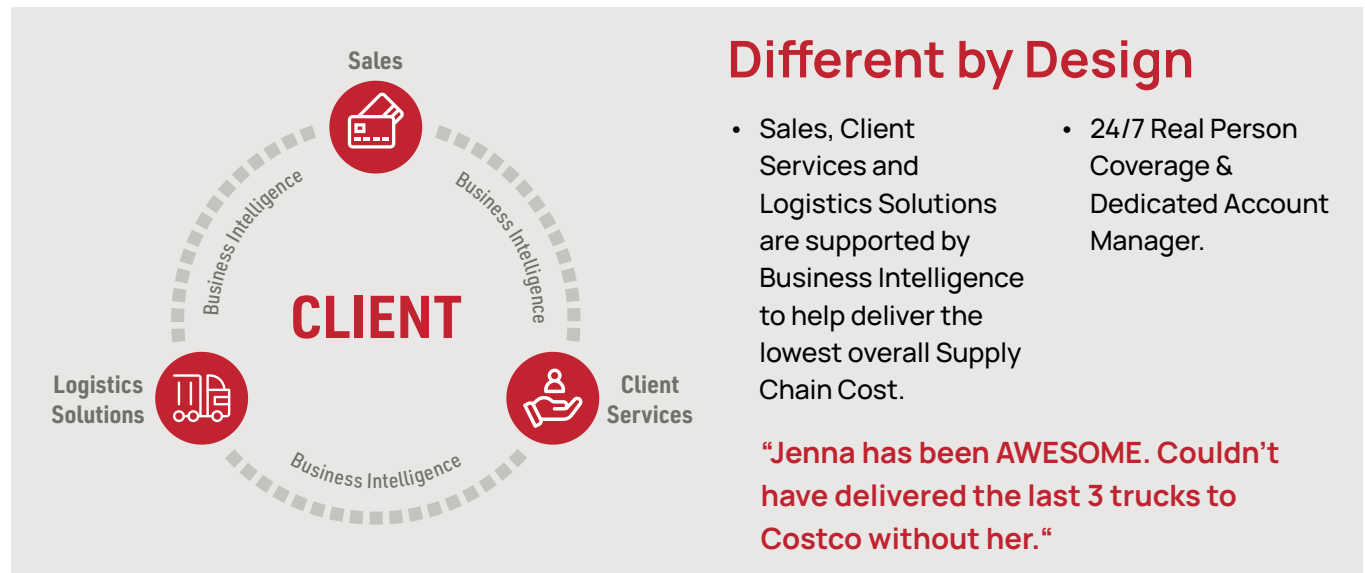 Sales
Business Intelligence
Business Intelligence
CLIENT
Logistics
Solutions
Client
Services
Business Intelligence
Different by Design
• Sales, Client
Services and
Logistics Solutions
are supported by
Business Intelligence
to help deliver the
lowest overall Supply
Chain Cost.
• 24/7 Real Person
Coverage &
Dedicated Account
Manager.
“Jenna has been AWESOME. Couldn’t
have delivered the last 3 trucks to
Costco without her.“